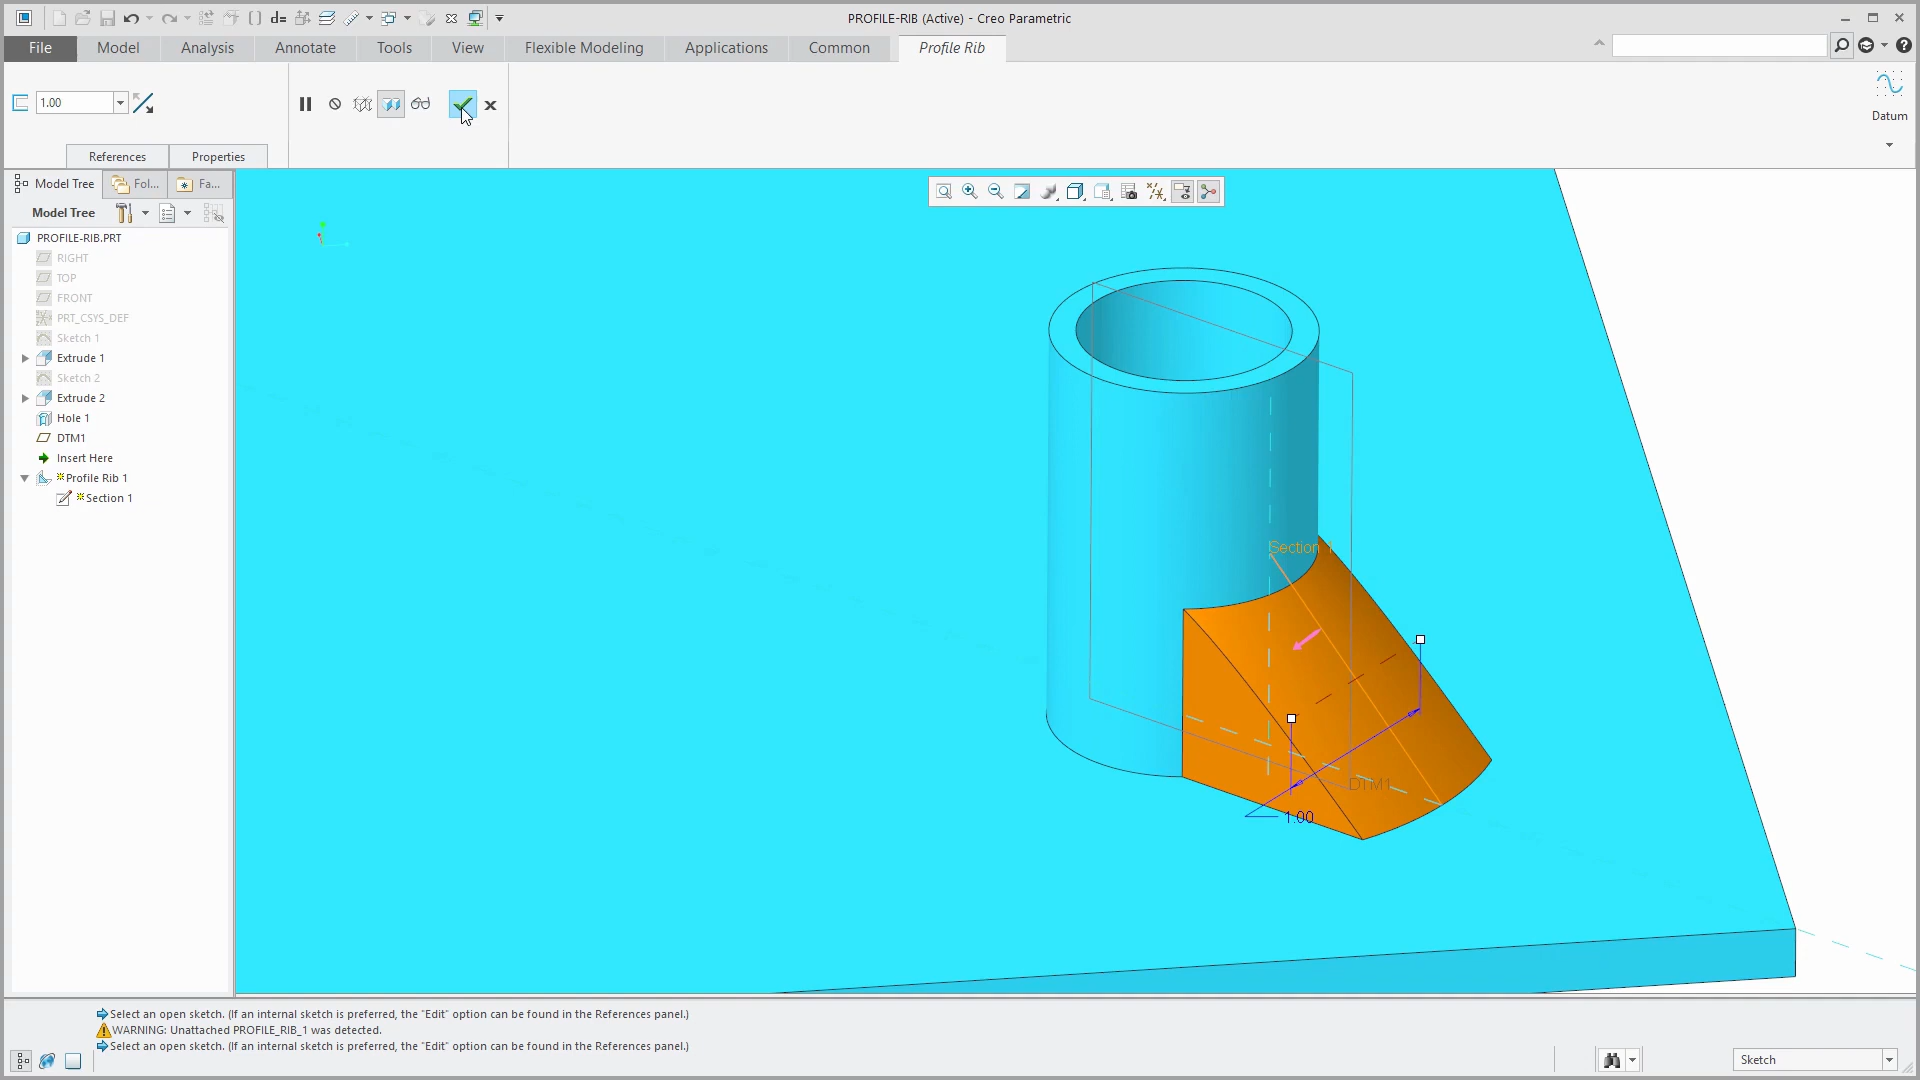 PROFILE-RIB (Active) - Creo Parametric
File
Model
Analysis
Annotate
Tools
View
Flexible Modeling
Applications
Common
Profile Rib
1.00
References
Properties
Datum
Model Tree
Fol...
Fa...
Model Tree
PROFILE-RIB.PRT
RIGHT
TOP
FRONT
PRT_CSYS_DEF
Sketch 1
Extrude 1
Sketch 2
Extrude 2
Hole 1
DTM1
Insert Here
Profile Rib 1
Section 1
Section 1
DTM1
1.00
Select an open sketch. (If an internal sketch is preferred, the "Edit" option can be found in the References panel.)
WARNING: Unattached PROFILE_RIB_1 was detected.
Select an open sketch. (If an internal sketch is preferred, the "Edit" option can be found in the References panel.)
Sketch